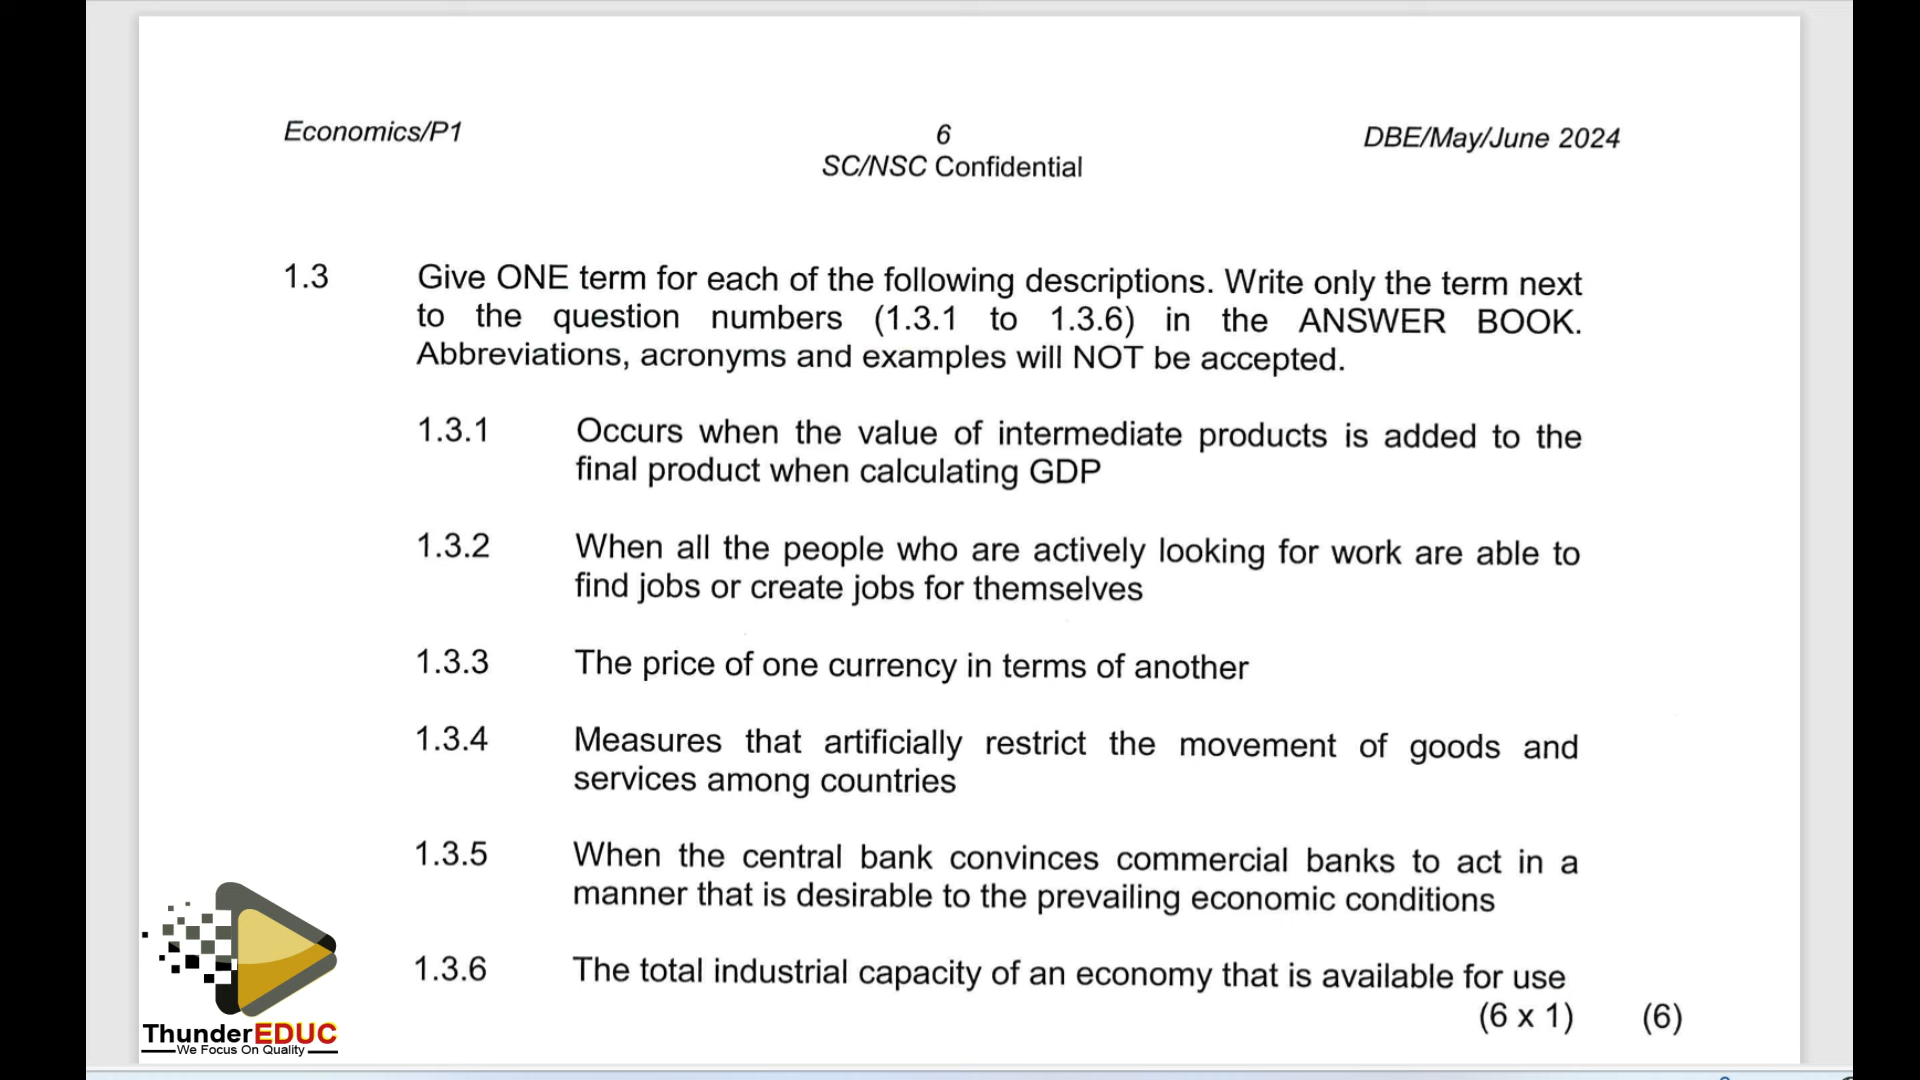 Economics/P1
6
DBE/May/June 2024
SC/NSC Confidential
1.3 Give ONE term for each of the following descriptions. Write only the term next
to the question numbers (1.3.1 to 1.3.6) in the ANSWER BOOK.
Abbreviations, acronyms and examples will NOT be accepted.
1.3.1 Occurs when the value of intermediate products is added to the
final product when calculating GDP
1.3.2 When all the people who are actively looking for work are able to
find jobs or create jobs for themselves
1.3.3 The price of one currency in terms of another
1.3.4 Measures that artificially restrict the movement of goods and
services among countries
1.3.5 When the central bank convinces commercial banks to act in a
manner that is desirable to the prevailing economic conditions
1.3.6 The total industrial capacity of an economy that is available for use
(6 x 1) (6)
ThunderEDUC
We Focus On Quality